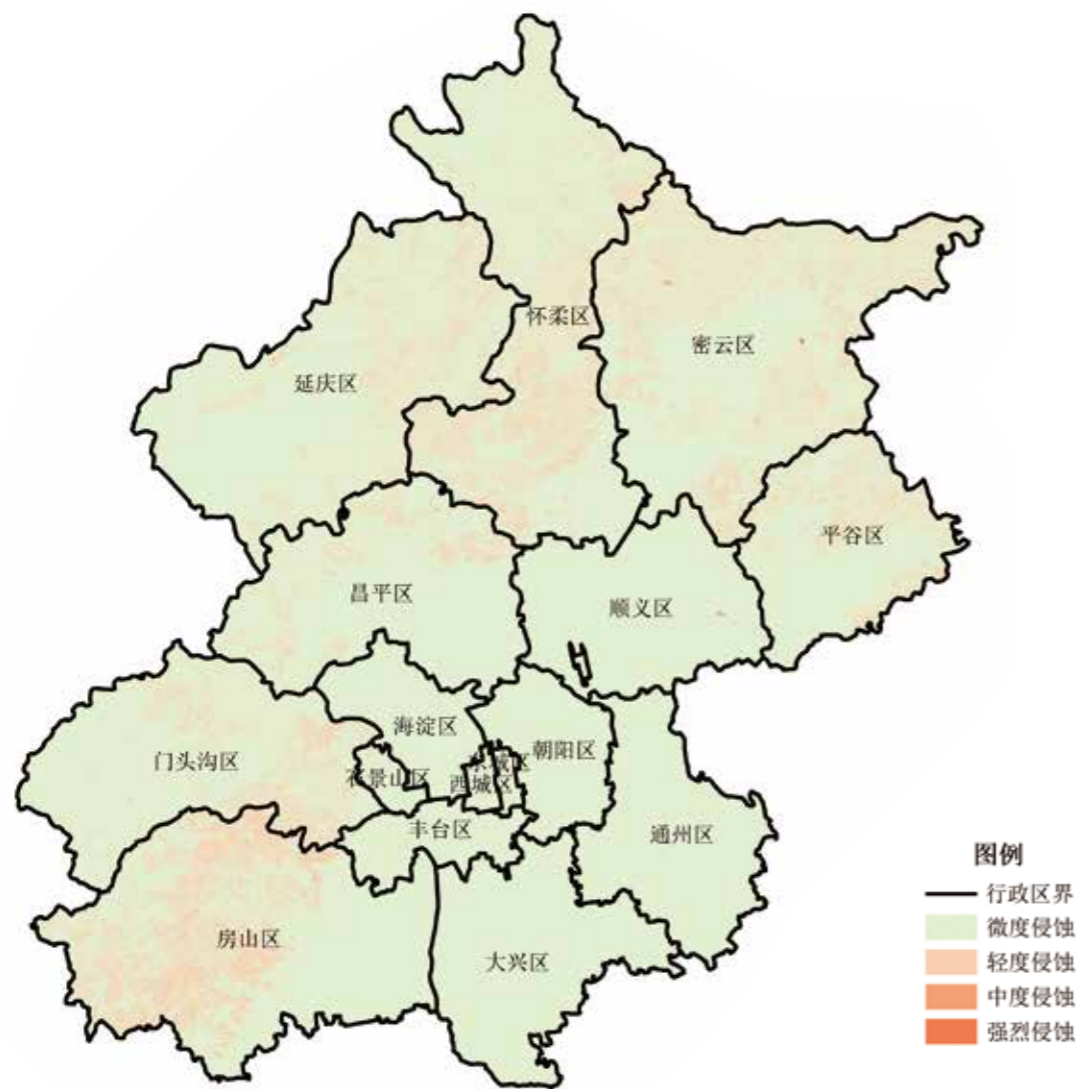 怀柔区
密云区
延庆区
平谷区
昌平区
顺义区
海淀区
朝阳区
门头沟区
石景山区
东城区
西城区
丰台区
通州区
房山区
大兴区
图例
行政区界
微度侵蚀
轻度侵蚀
中度侵蚀
强烈侵蚀